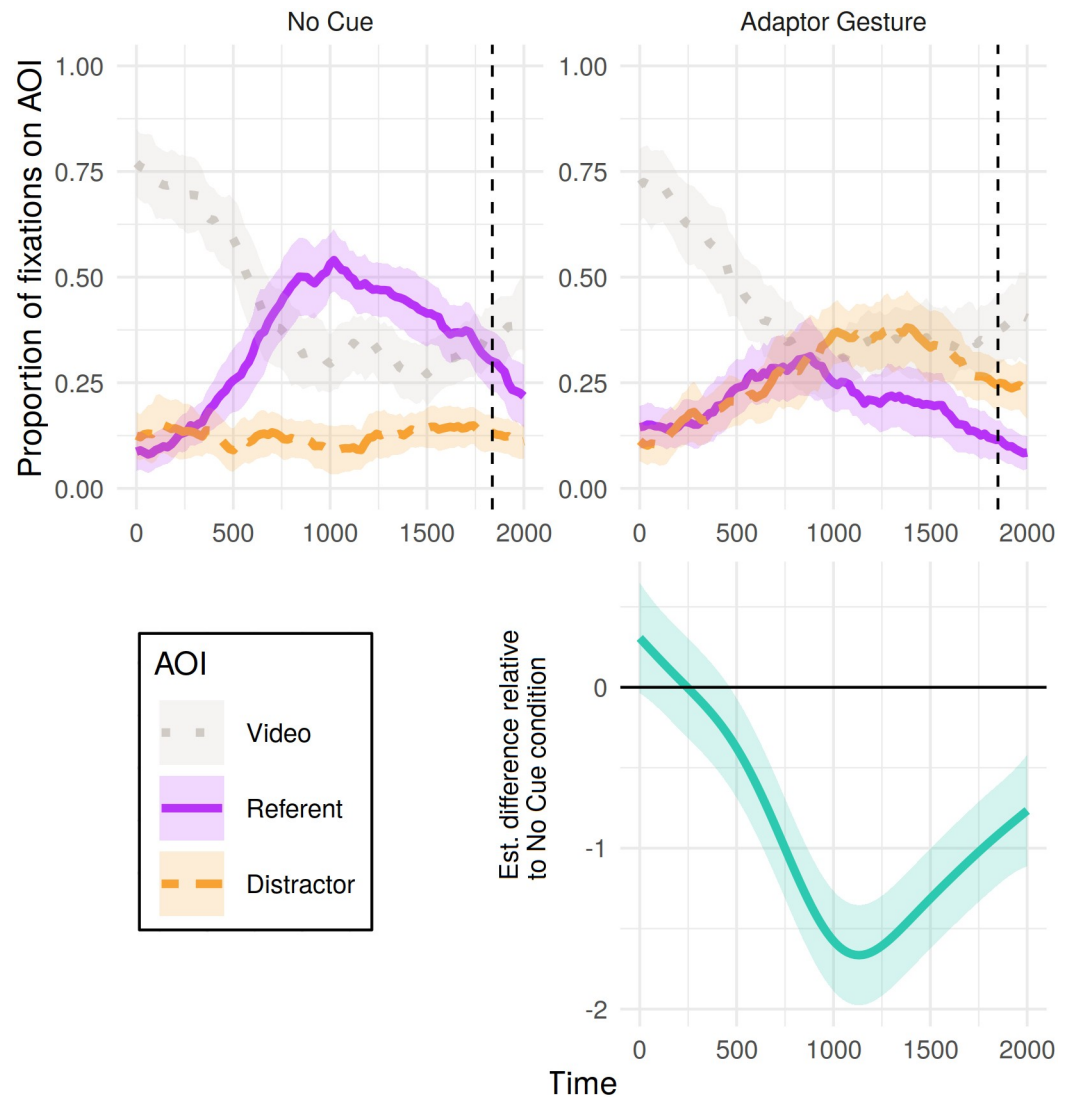 No Cue
Adaptor Gesture
Proportion of fixations on AOI
1.00
0.75
0.50
0.25
0.00
0 500 1000 1500 2000
1.00
0.75
0.50
0.25
0.00
0 500 1000 1500 2000
AOI
Video
Referent
Distractor
Est. difference relative
to No Cue condition
0
-1
-2
0 500 1000 1500 2000
Time